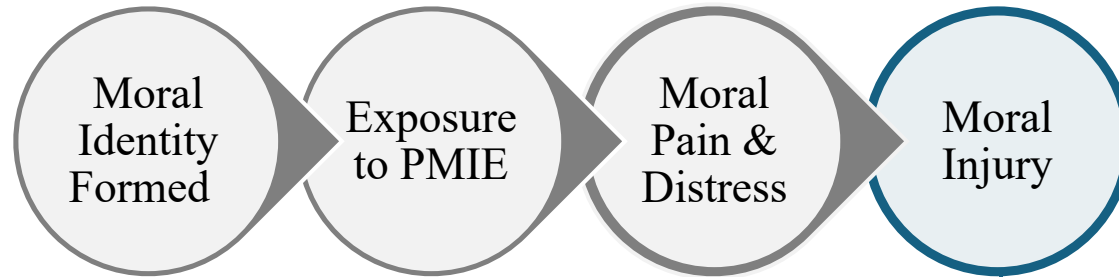 Moral
Identity
Formed
Exposure
to PMIE
Moral
Pain &
Distress
Moral
Injury